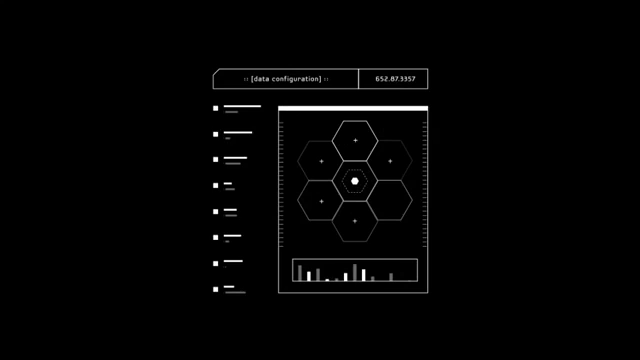 :: [data configuration] ::
652.87.3357